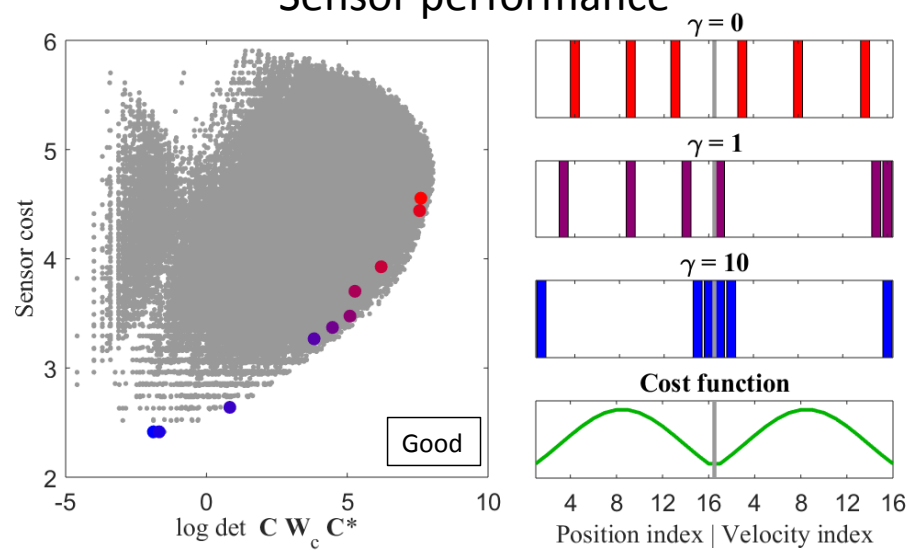 Sensor performance
6
5
4
3
2
Sensor cost
-5 0 5 10
log det C W_c C*
Good
γ = 0
γ = 1
γ = 10
Cost function
4 8 12 16 4 8 12 16
Position index | Velocity index